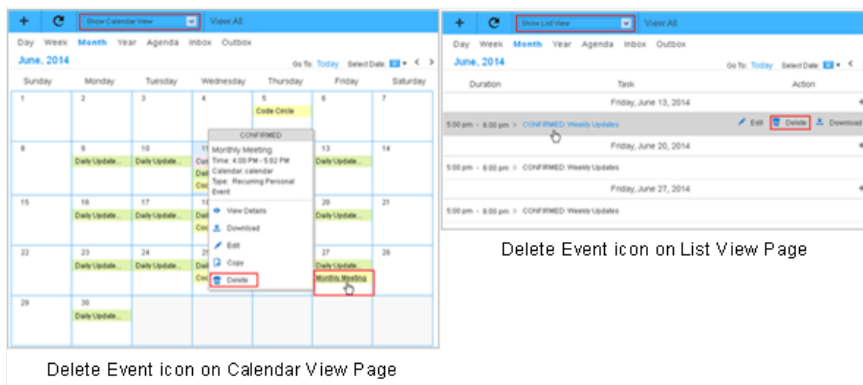 Show Calendar View
View:All
Day Week Month Year Agenda Inbox Outbox
June, 2014
Go To: Today Select Date:
Sunday Monday Tuesday Wednesday Thursday Friday Saturday
1 2 3 4 5 6 7
Code Circle
8 9 10 11 13 14
Daily Update... Daily Update... Daily Update...
15 16 17 20 21
Daily Update... Daily Update... Daily Update...
22 23 24 27 28
Daily Update... Daily Update... Daily Update...
Monthly Meeting
29 30
Daily Update...
CONFIRMED
Monthly Meeting
Time: 4:00 PM - 5:02 PM
Calendar: calendar
Type: Recurring Personal
Event
View Details
Download
Edit
Copy
Delete
Delete Event icon on Calendar View Page
Show List View
View:All
Day Week Month Year Agenda Inbox Outbox
June, 2014
Go To: Today Select Date:
Duration Task Action
Friday, June 13, 2014
5:00 pm - 6:00 pm CONFIRMED: Weekly Updates Edit Delete Download
Friday, June 20, 2014
5:00 pm - 6:00 pm CONFIRMED: Weekly Updates
Friday, June 27, 2014
5:00 pm - 6:00 pm CONFIRMED: Weekly Updates
Delete Event icon on List View Page